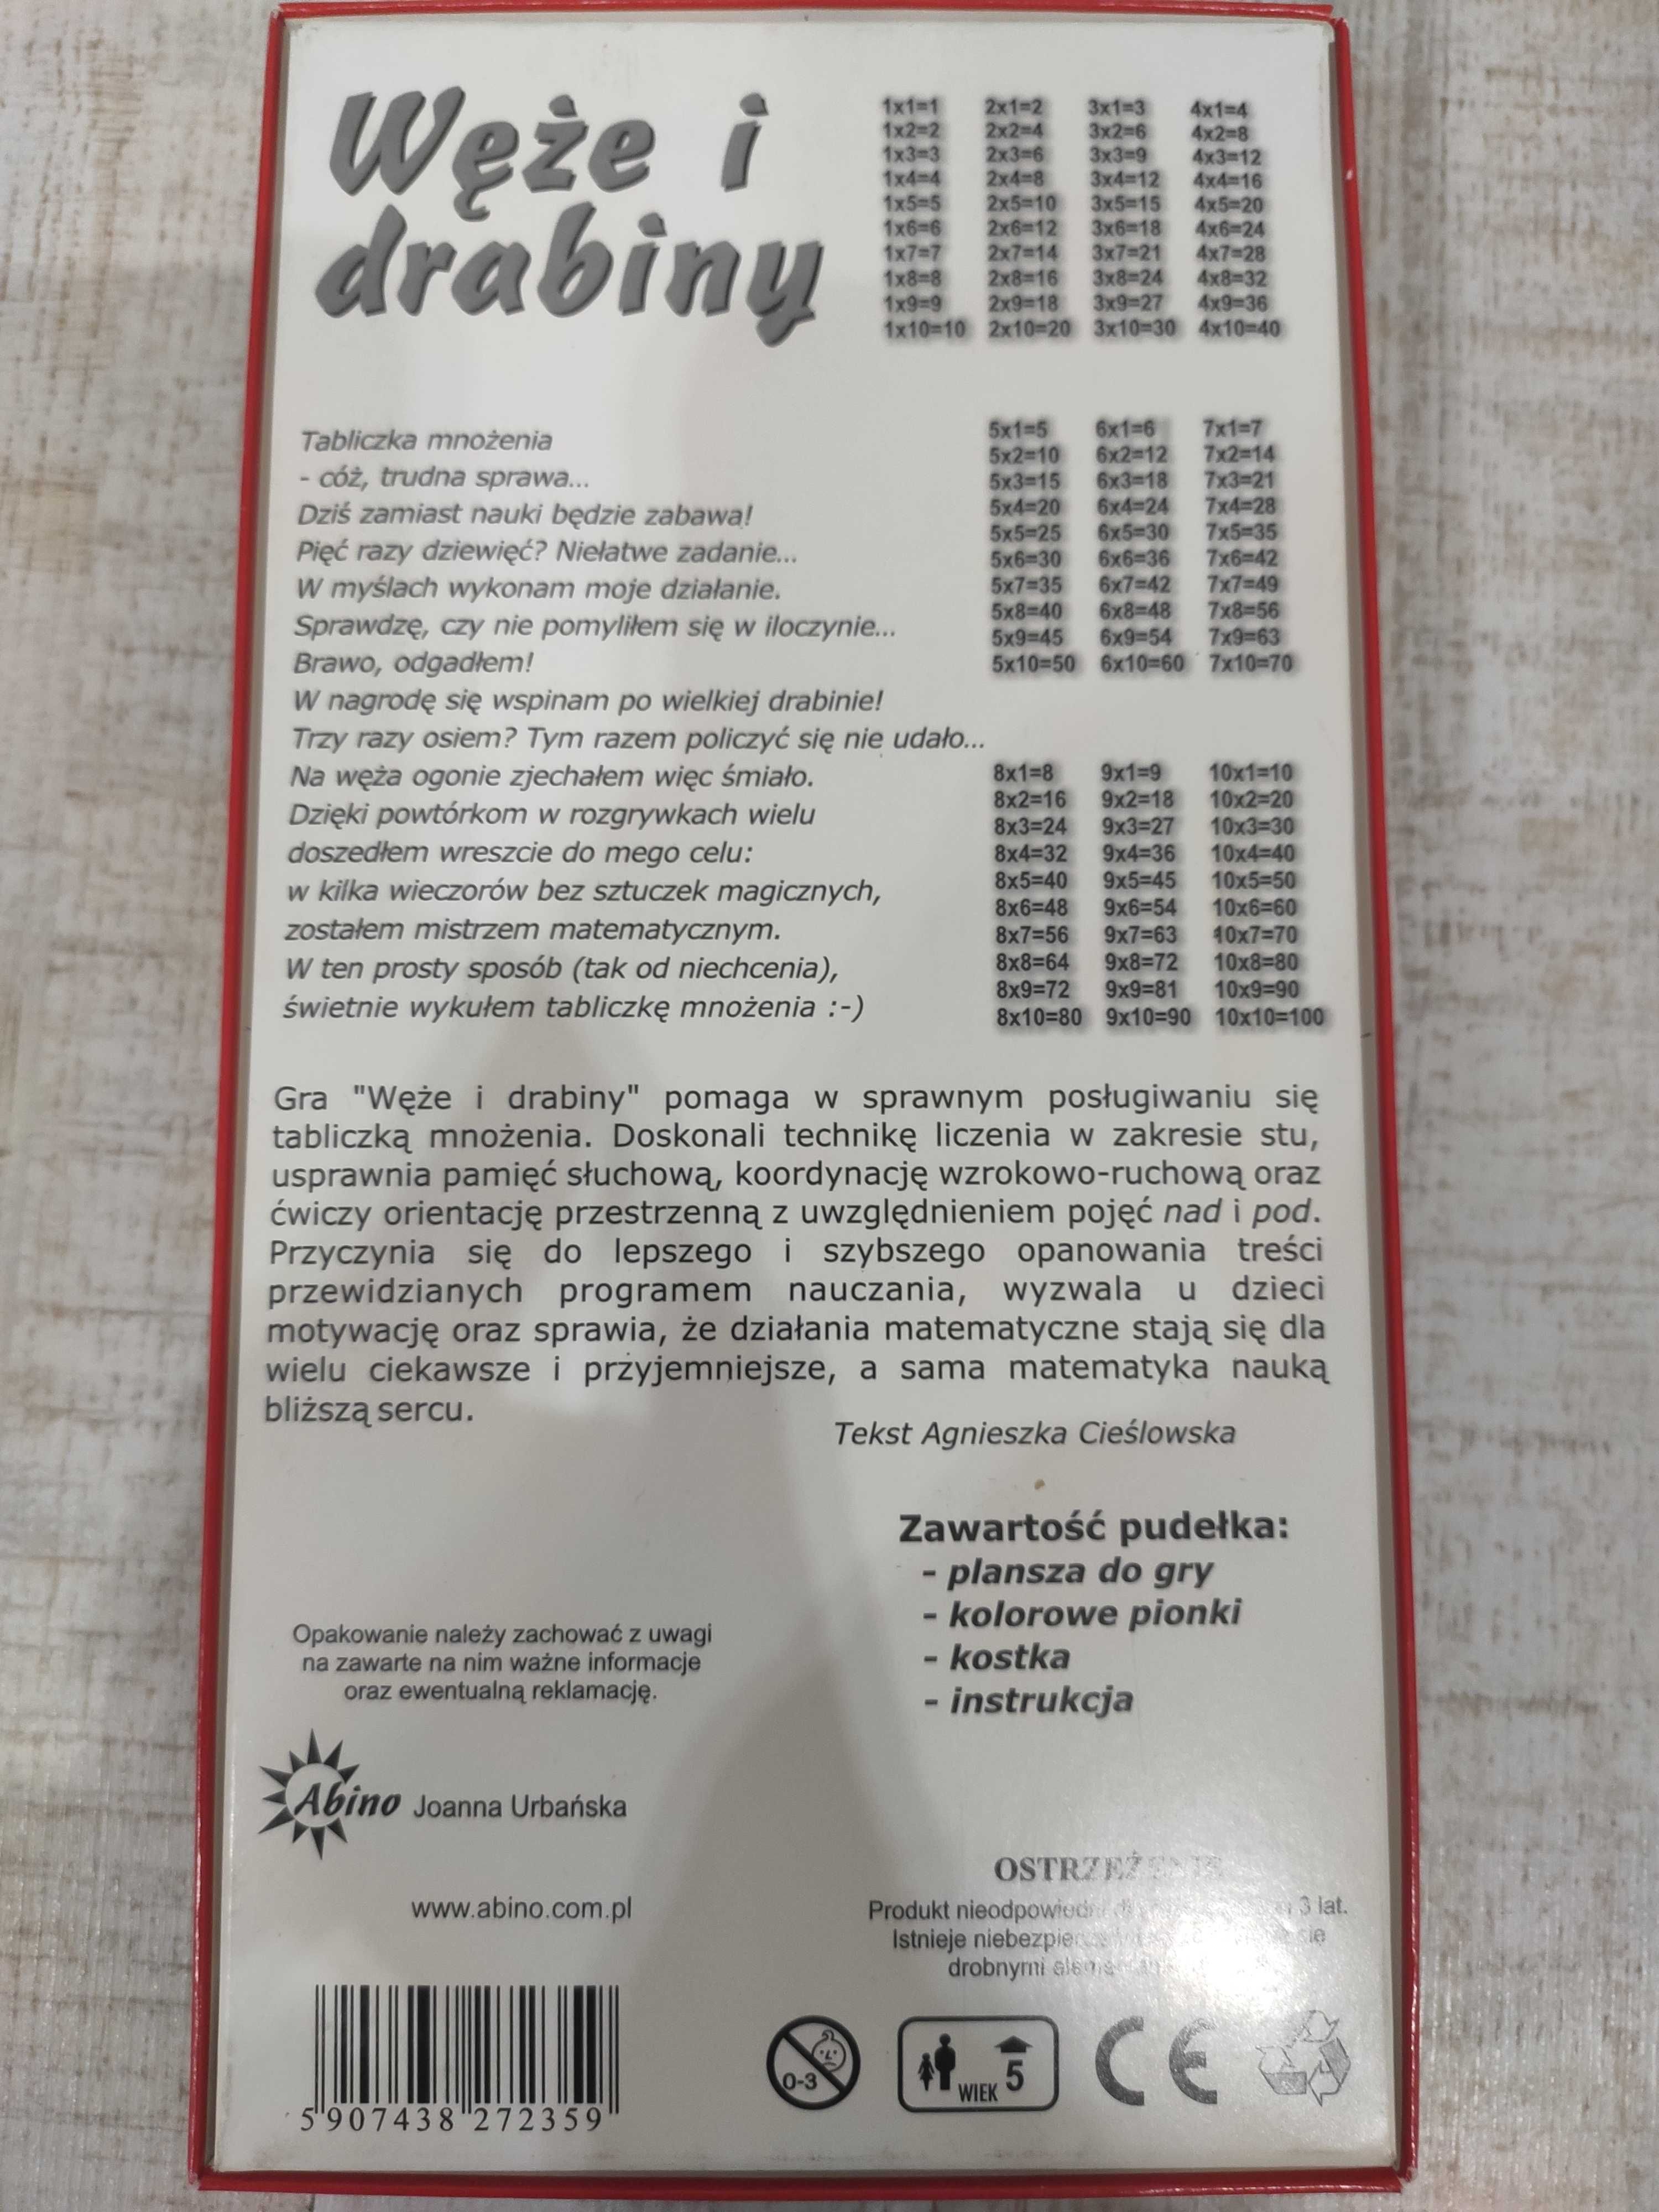 Węże i
drabiny
1x1=1 2x1=2 3x1=3 4x1=4
1x2=2 2x2=4 3x2=6 4x2=8
1x3=3 2x3=6 3x3=9 4x3=12
1x4=4 2x4=8 3x4=12 4x4=16
1x5=5 2x5=10 3x5=15 4x5=20
1x6=6 2x6=12 3x6=18 4x6=24
1x7=7 2x7=14 3x7=21 4x7=28
1x8=8 2x8=16 3x8=24 4x8=32
1x9=9 2x9=18 3x9=27 4x9=36
1x10=10 2x10=20 3x10=30 4x10=40
Tabliczka mnożenia
- cóż, trudna sprawa...
Dziś zamiast nauki będzie zabawa!
Pięć razy dziewięć? Niełatwe zadanie...
W myślach wykonam moje działanie.
Sprawdzę, czy nie pomyliłem się w iloczynie...
Brawo, odgadłem!
W nagrodę się wspinam po wielkiej drabinie!
Trzy razy osiem? Tym razem policzyć się nie udało...
Na węża ogonie zjechałem więc śmiało.
Dzięki powtórkom w rozgrywkach wielu
doszedłem wreszcie do mego celu:
w kilka wieczorów bez sztuczek magicznych,
zostałem mistrzem matematycznym.
W ten prosty sposób (tak od niechcenia),
świetnie wykułem tabliczkę mnożenia :-)
5x1=5 6x1=6 7x1=7
5x2=10 6x2=12 7x2=14
5x3=15 6x3=18 7x3=21
5x4=20 6x4=24 7x4=28
5x5=25 6x5=30 7x5=35
5x6=30 6x6=36 7x6=42
5x7=35 6x7=42 7x7=49
5x8=40 6x8=48 7x8=56
5x9=45 6x9=54 7x9=63
5x10=50 6x10=60 7x10=70
8x1=8 9x1=9 10x1=10
8x2=16 9x2=18 10x2=20
8x3=24 9x3=27 10x3=30
8x4=32 9x4=36 10x4=40
8x5=40 9x5=45 10x5=50
8x6=48 9x6=54 10x6=60
8x7=56 9x7=63 10x7=70
8x8=64 9x8=72 10x8=80
8x9=72 9x9=81 10x9=90
8x10=80 9x10=90 10x10=100
Gra "Węże i drabiny" pomaga w sprawnym posługiwaniu się
tabliczką mnożenia. Doskonali technikę liczenia w zakresie stu,
usprawnia pamięć słuchową, koordynację wzrokowo-ruchową oraz
ćwiczy orientację przestrzenną z uwzględnieniem pojęć nad i pod.
Przyczynia się do lepszego i szybszego opanowania treści
przewidzianych programem nauczania, wyzwala u dzieci
motywację oraz sprawia, że działania matematyczne stają się dla
wielu ciekawsze i przyjemniejsze, a sama matematyka nauką
bliższą sercu.
Tekst Agnieszka Cieślowska
Zawartość pudełka:
- plansza do gry
- kolorowe pionki
- kostka
- instrukcja
Opakowanie należy zachować z uwagi
na zawarte na nim ważne informacje
oraz ewentualną reklamację.
Abino Joanna Urbańska
www.abino.com.pl
OSTRZEŻENIE
Produkt 3 lat.
Istnieje
drobnymi
5 907438 272359
0-3
WIEK 5
CE